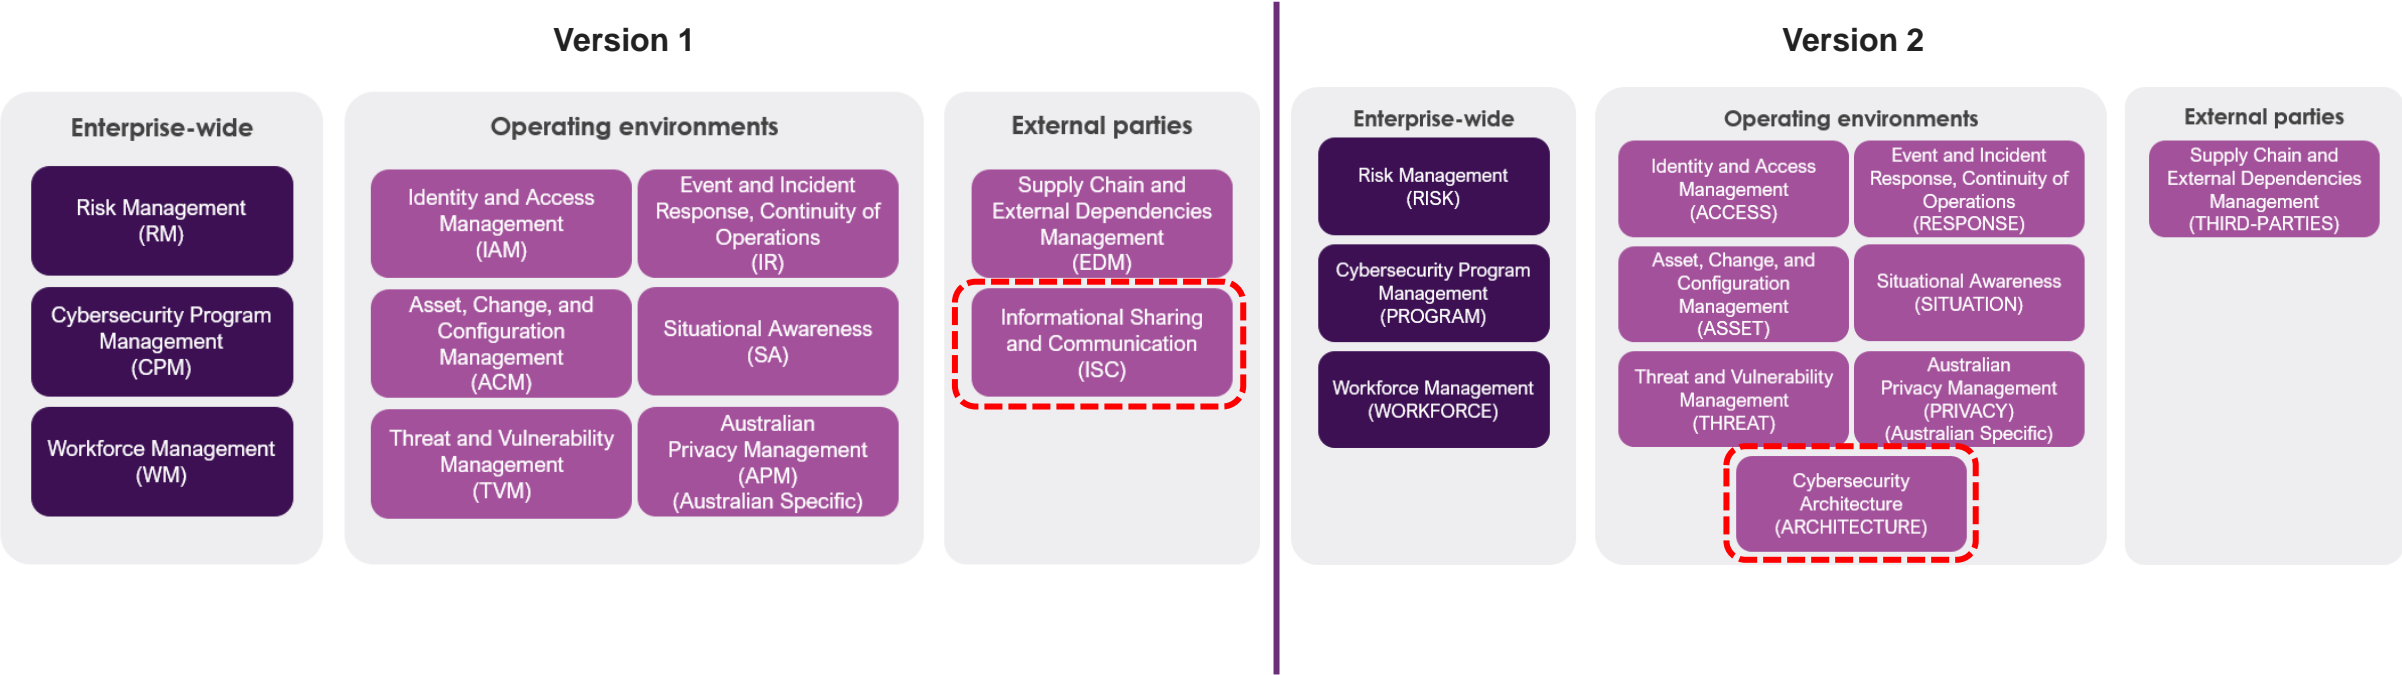 Version 1
Enterprise-wide
Risk Management
(RM)
Cybersecurity Program
Management
(CPM)
Workforce Management
(WM)
Operating environments
Identity and Access
Management
(IAM)
Event and Incident
Response, Continuity of
Operations
(IR)
Asset, Change, and
Configuration
Management
(ACM)
Situational Awareness
(SA)
Threat and Vulnerability
Management
(TVM)
Australian
Privacy Management
(APM)
(Australian Specific)
External parties
Supply Chain and
External Dependencies
Management
(EDM)
Informational Sharing
and Communication
(ISC)
Version 2
Enterprise-wide
Risk Management
(RISK)
Cybersecurity Program
Management
(PROGRAM)
Workforce Management
(WORKFORCE)
Operating environments
Identity and Access
Management
(ACCESS)
Event and Incident
Response, Continuity of
Operations
(RESPONSE)
Asset, Change, and
Configuration
Management
(ASSET)
Situational Awareness
(SITUATION)
Threat and Vulnerability
Management
(THREAT)
Australian
Privacy Management
(PRIVACY)
(Australian Specific)
Cybersecurity
Architecture
(ARCHITECTURE)
External parties
Supply Chain and
External Dependencies
Management
(THIRD-PARTIES)